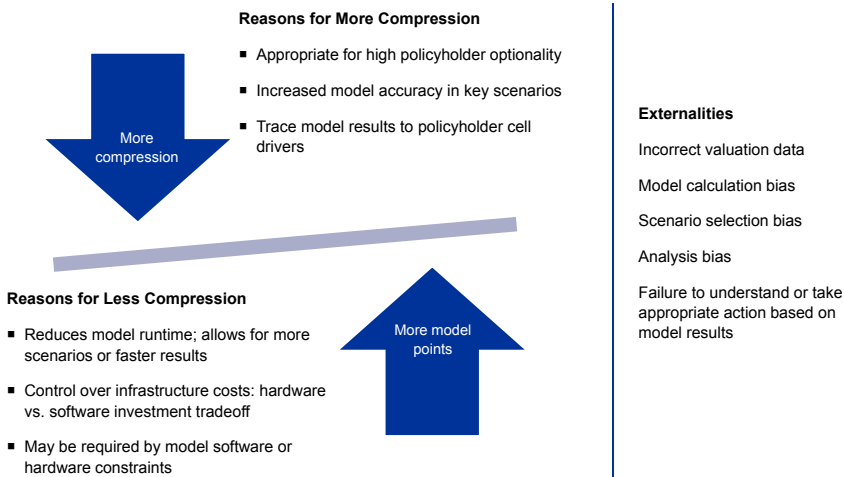 Reasons for More Compression
▪ Appropriate for high policyholder optionality
▪ Increased model accuracy in key scenarios
▪ Trace model results to policyholder cell
drivers
More
compression
Reasons for Less Compression
▪ Reduces model runtime; allows for more
scenarios or faster results
▪ Control over infrastructure costs: hardware
vs. software investment tradeoff
▪ May be required by model software or
hardware constraints
More model
points
Externalities
Incorrect valuation data
Model calculation bias
Scenario selection bias
Analysis bias
Failure to understand or take
appropriate action based on
model results